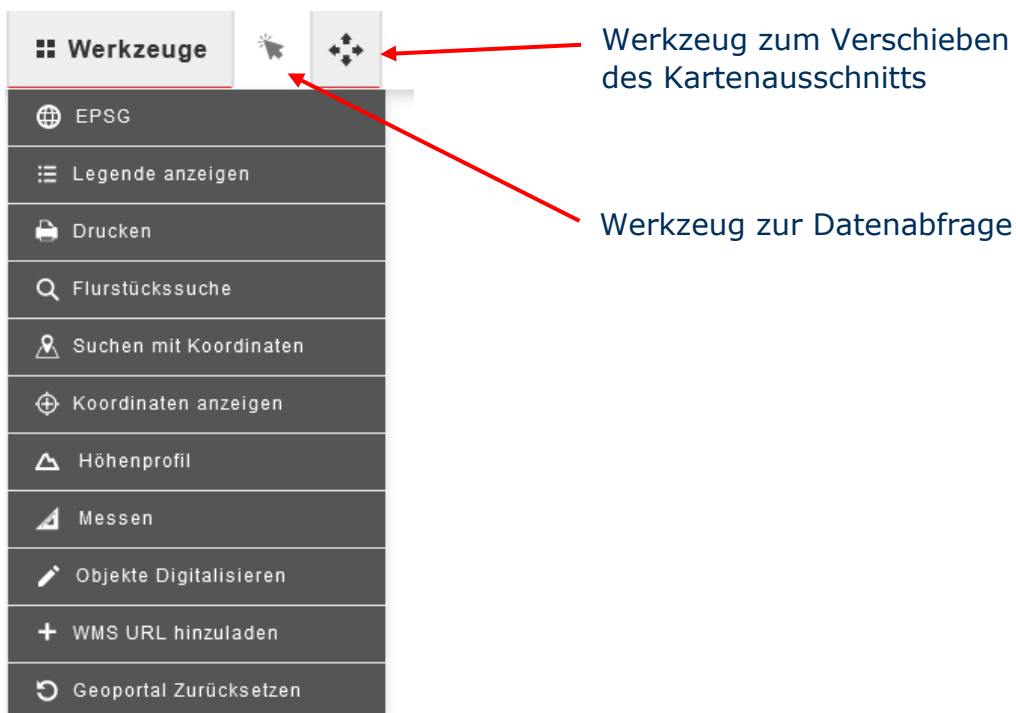 Werkzeuge
Werkzeug zum Verschieben
des Kartenausschnitts
EPSG
Legende anzeigen
Drucken
Werkzeug zur Datenabfrage
Flurstückssuche
Suchen mit Koordinaten
Koordinaten anzeigen
Höhenprofil
Messen
Objekte Digitalisieren
WMS URL hinzuladen
Geoportal Zurücksetzen